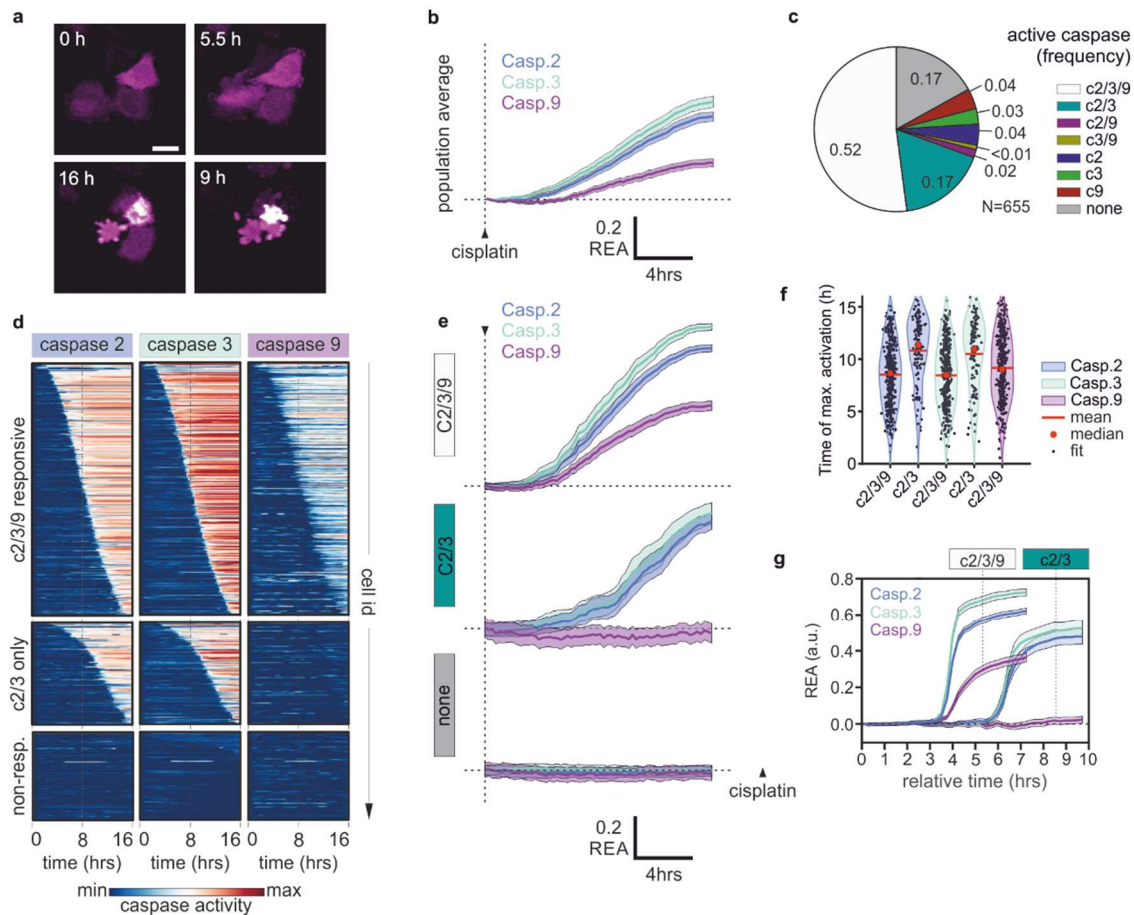 a
0 h
5.5 h
16 h
9 h
b
population average
Casp.2
Casp.3
Casp.9
cisplatin
0.2
REA
4hrs
c
active caspase
(frequency)
0.17
0.04
0.03
0.04
<0.01
0.02
0.17
0.52
N=655
c2/3/9
c2/3
c2/9
c3/9
c2
c3
c9
none
d
caspase 2
caspase 3
caspase 9
c2/3/9 responsive
c2/3 only
non-resp.
cell id
0 8 16
0 8 16
0 8 16
time (hrs)
time (hrs)
time (hrs)
min
max
caspase activity
e
Casp.2
Casp.3
Casp.9
C2/3/9
C2/3
none
cisplatin
0.2
REA
4hrs
f
Time of max. activation (h)
15
10
5
0
c2/3/9
c2/3
c2/3/9
c2/3
c2/3/9
Casp.2
Casp.3
Casp.9
mean
median
fit
g
c2/3/9
c2/3
Casp.2
Casp.3
Casp.9
REA (a.u.)
0.8
0.6
0.4
0.2
0.0
0 1 2 3 4 5 6 7 8 9 10
relative time (hrs)